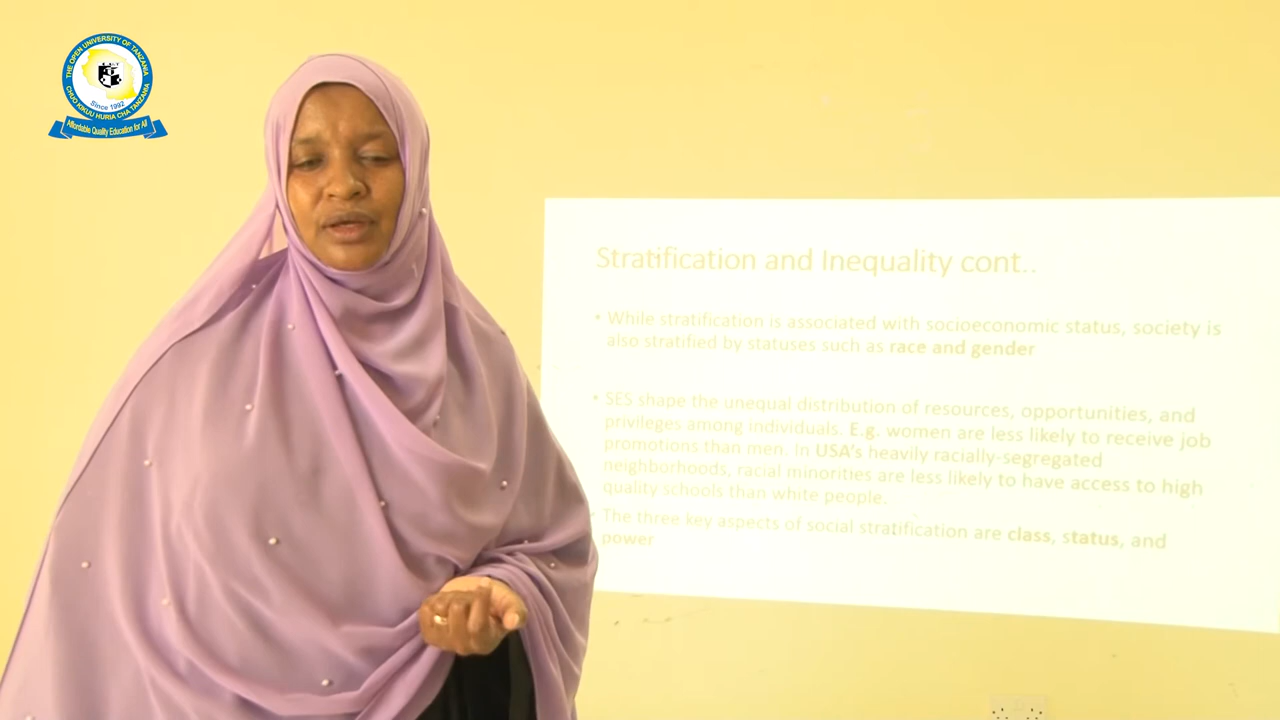 THE OPEN UNIVERSITY OF TANZANIA
CHUO KIKUU HURIA CHA TANZANIA
Since 1992
Affordable Quality Education for All
Stratification and Inequality cont..
• While stratification is associated with socioeconomic status, society is
also stratified by statuses such as race and gender
• SES shape the unequal distribution of resources, opportunities, and
privileges among individuals. E.g. women are less likely to receive job
promotions than men. In USA's heavily racially-segregated
neighborhoods, racial minorities are less likely to have access to high
quality schools than white people.
• The three key aspects of social stratification are class, status, and
power